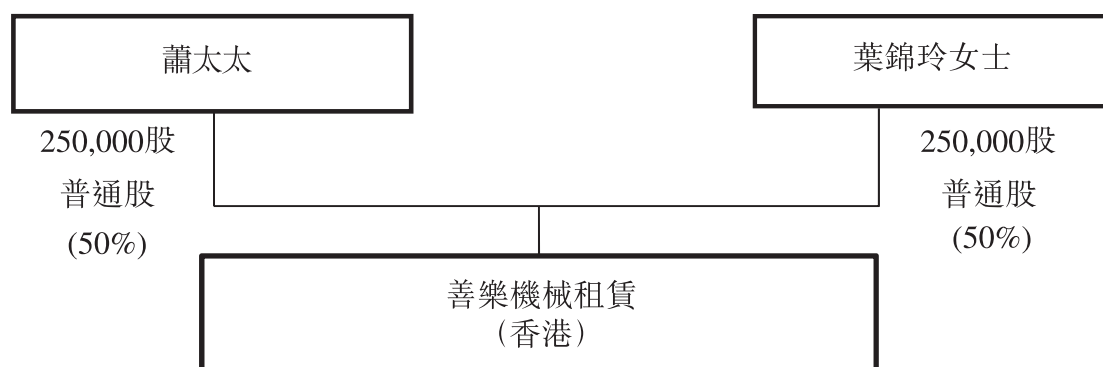 蕭太太
葉錦玲女士
250,000股
普通股
(50%)
250,000股
普通股
(50%)
善樂機械租賃
（香港）